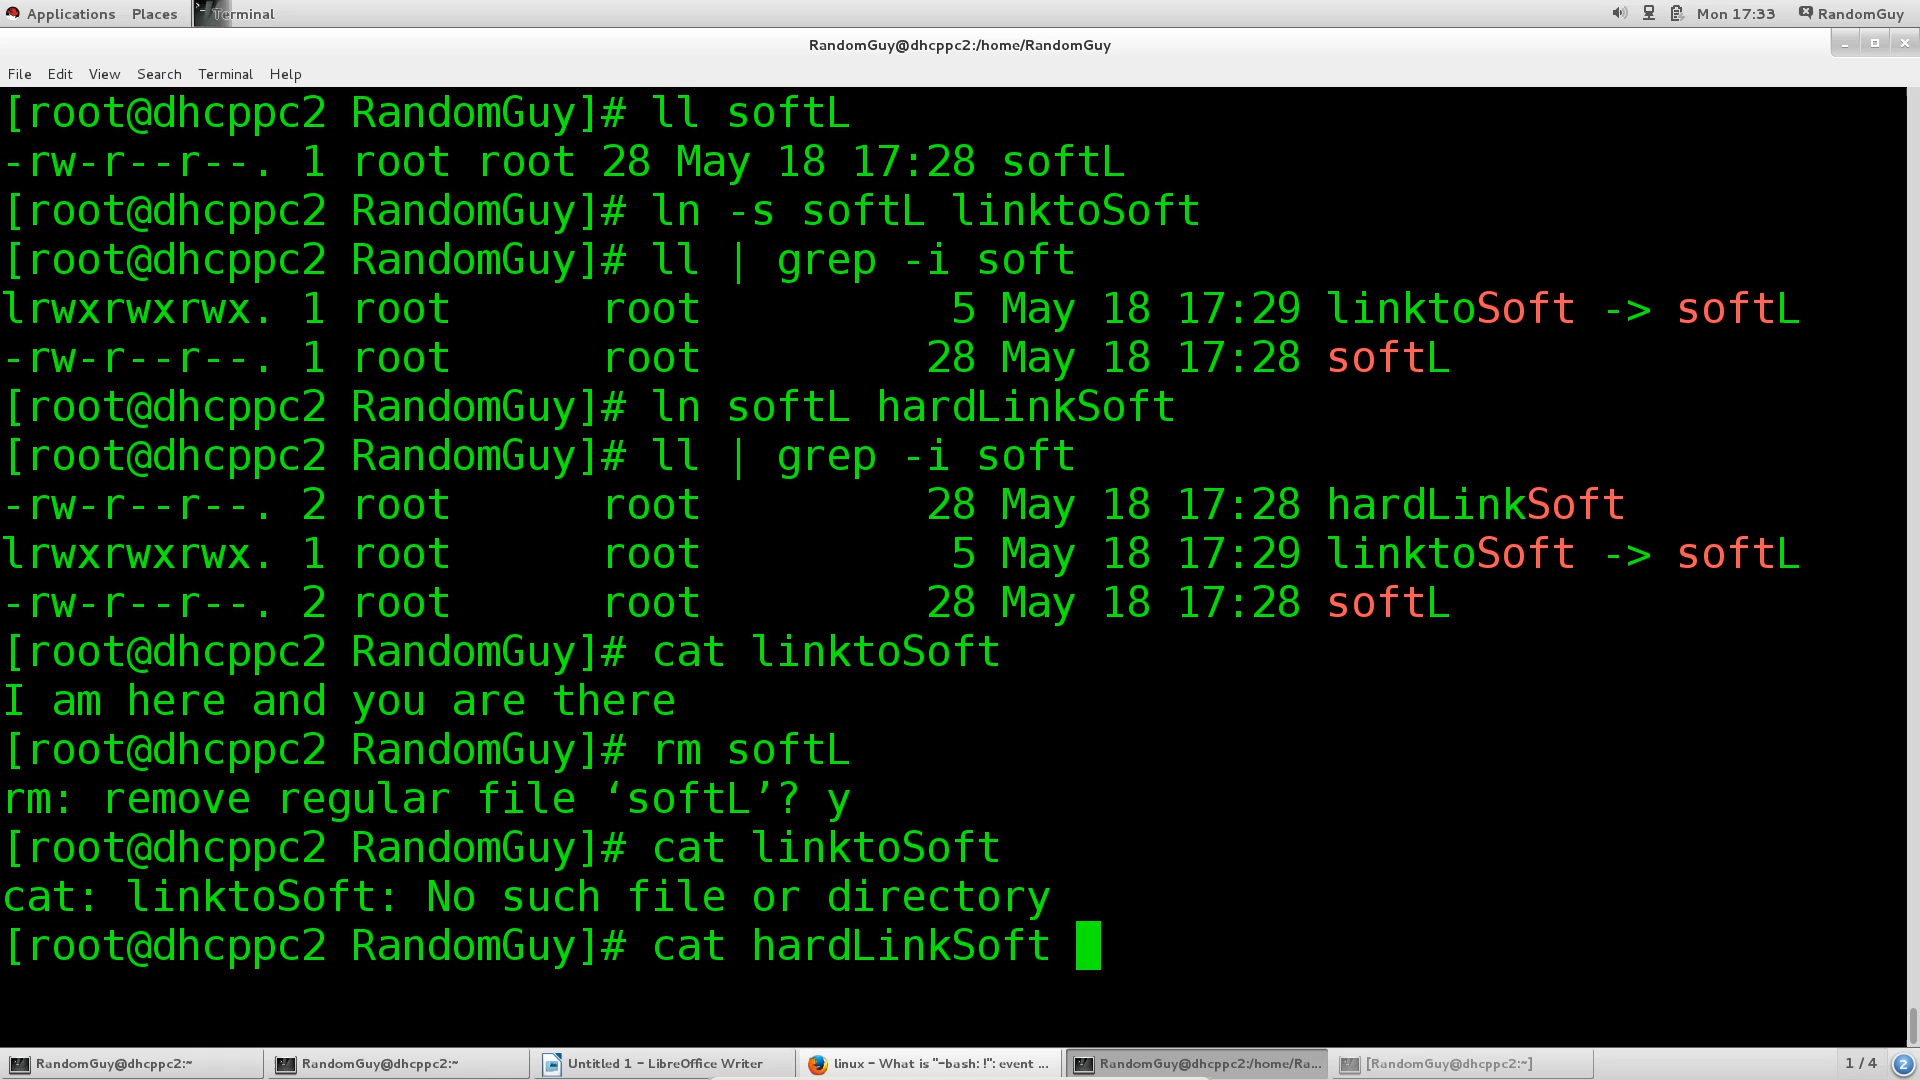 Applications Places Terminal Mon 17:33 RandomGuy
RandomGuy@dhcppc2:/home/RandomGuy
File Edit View Search Terminal Help
[root@dhcppc2 RandomGuy]# ll softL
-rw-r--r--. 1 root root 28 May 18 17:28 softL
[root@dhcppc2 RandomGuy]# ln -s softL linktoSoft
[root@dhcppc2 RandomGuy]# ll | grep -i soft
lrwxrwxrwx. 1 root      root          5 May 18 17:29 linktoSoft -> softL
-rw-r--r--. 1 root      root         28 May 18 17:28 softL
[root@dhcppc2 RandomGuy]# ln softL hardLinkSoft
[root@dhcppc2 RandomGuy]# ll | grep -i soft
-rw-r--r--. 2 root      root         28 May 18 17:28 hardLinkSoft
lrwxrwxrwx. 1 root      root          5 May 18 17:29 linktoSoft -> softL
-rw-r--r--. 2 root      root         28 May 18 17:28 softL
[root@dhcppc2 RandomGuy]# cat linktoSoft
I am here and you are there
[root@dhcppc2 RandomGuy]# rm softL
rm: remove regular file ‘softL’? y
[root@dhcppc2 RandomGuy]# cat linktoSoft
cat: linktoSoft: No such file or directory
[root@dhcppc2 RandomGuy]# cat hardLinkSoft
RandomGuy@dhcppc2:~ RandomGuy@dhcppc2:~ Untitled 1 - LibreOffice Writer linux - What is "-bash: !": event ... RandomGuy@dhcppc2:/home/Ra... [RandomGuy@dhcppc2:~] 1 / 4 2